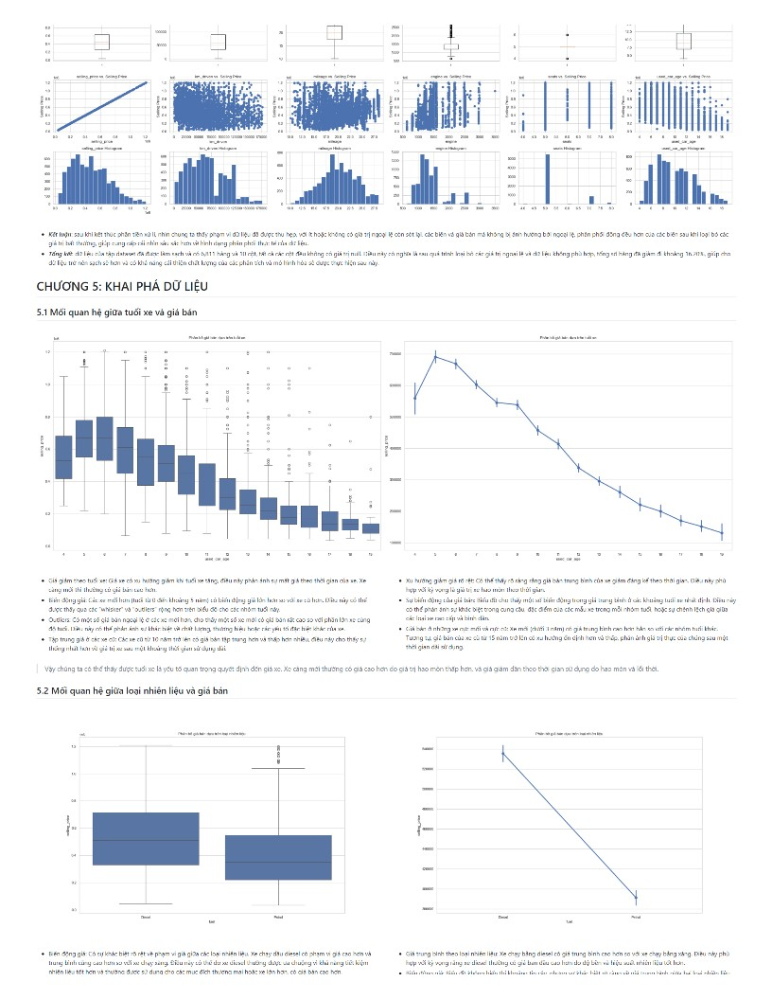 selling_price vs. Selling Price
km_driven vs. Selling Price
mileage vs. Selling Price
engine vs. Selling Price
seats vs. Selling Price
used_car_age vs. Selling Price
selling_price Histogram
km_driven Histogram
mileage Histogram
engine Histogram
seats Histogram
used_car_age Histogram
Kết luận: sau khi kết thúc phần tiền xử lí, nhìn chung ta thấy phạm vi dữ liệu đã được thu hẹp, với ít hoặc không có giá trị ngoại lệ còn sót lại. các biến và giá bán mà không bị ảnh hưởng bởi ngoại lệ, phân phối đồng đều hơn của các biến sau khi loại bỏ các
giá trị bất thường, giúp cung cấp cái nhìn sâu sắc hơn về hình dạng phân phối thực tế của dữ liệu.
Tổng kết: dữ liệu của tập dataset đã được làm sạch và có 6,811 hàng và 10 cột, tất cả các cột đều không có giá trị null. Điều này có nghĩa là sau quá trình loại bỏ các giá trị ngoại lệ và dữ liệu không phù hợp, tổng số hàng đã giảm đi khoảng 16.20%, giúp cho
dữ liệu trở nên sạch sẽ hơn và có khả năng cải thiện chất lượng của các phân tích và mô hình hóa sẽ được thực hiện sau này.
CHƯƠNG 5: KHAI PHÁ DỮ LIỆU
5.1 Mối quan hệ giữa tuổi xe và giá bán
Phân bố giá bán dựa trên tuổi xe
selling_price
used_car_age
Phân bố giá bán dựa trên tuổi xe
selling_price
used_car_age
Giá giảm theo tuổi xe: Giá xe có xu hướng giảm khi tuổi xe tăng, điều này phản ánh sự mất giá theo thời gian của xe. Xe
càng mới thì thường có giá bán cao hơn.
Biến động giá: Các xe mới hơn (tuổi từ 0 đến khoảng 5 năm) có biến động giá lớn hơn so với xe cũ hơn. Điều này có thể
được thấy qua các "whisker" và "outliers" rộng hơn trên biểu đồ cho các nhóm tuổi này.
Outliers: Có một số giá bán ngoại lệ ở các xe mới hơn, cho thấy một số xe mới có giá bán rất cao so với phần lớn xe cùng
độ tuổi. Điều này có thể phản ánh sự khác biệt về chất lượng, thương hiệu hoặc các yếu tố đặc biệt khác của xe.
Tập trung giá ở các xe cũ: Các xe cũ từ 10 năm trở lên có giá bán tập trung hơn và thấp hơn nhiều, điều này cho thấy sự
thống nhất hơn về giá trị xe sau một khoảng thời gian sử dụng dài.
Xu hướng giảm giá rõ rệt: Có thể thấy rõ ràng rằng giá bán trung bình của xe giảm đáng kể theo thời gian. Điều này phù
hợp với kỳ vọng là giá trị xe hao mòn theo thời gian.
Sự biến động của giá bán: Biểu đồ cho thấy một số biến động trong giá trung bình ở các khoảng tuổi xe nhất định. Điều này
có thể phản ánh sự khác biệt trong cung cầu, đặc điểm của các mẫu xe trong mỗi nhóm tuổi, hoặc sự chênh lệch giá giữa
các loại xe cao cấp và bình dân.
Giá bán ở những xe cực mới và cực cũ: Xe mới (dưới 3 năm) có giá trung bình cao hơn hẳn so với các nhóm tuổi khác.
Tương tự, giá bán của xe cũ từ 15 năm trở lên có xu hướng ổn định hơn và thấp, phản ánh giá trị thực của chúng sau một
thời gian dài sử dụng.
Vậy chúng ta có thể thấy được tuổi xe là yếu tố quan trọng quyết định đến giá xe. Xe càng mới thường có giá cao hơn do giá trị hao mòn thấp hơn, và giá giảm dần theo thời gian sử dụng do hao mòn và lỗi thời.
5.2 Mối quan hệ giữa loại nhiên liệu và giá bán
Phân bố giá bán dựa trên loại nhiên liệu
selling_price
Diesel
Petrol
fuel
Phân bố giá bán dựa trên loại nhiên liệu
selling_price
Diesel
Petrol
fuel
Biến động giá: Có sự khác biệt rõ rệt về phạm vi giá giữa các loại nhiên liệu. Xe chạy dầu diesel có phạm vi giá cao hơn và
trung bình cũng cao hơn so với xe chạy xăng. Điều này có thể do xe diesel thường được ưa chuộng vì khả năng tiết kiệm
nhiên liệu tốt hơn và thường được sử dụng cho các mục đích thương mại hoặc xe lớn hơn, có giá bán cao hơn.
Giá trung bình theo loại nhiên liệu: Xe chạy bằng diesel có giá trung bình cao hơn so với xe chạy bằng xăng. Điều này phù
hợp với kỳ vọng rằng xe diesel thường có giá bán ban đầu cao hơn do độ bền và hiệu suất nhiên liệu tốt hơn.